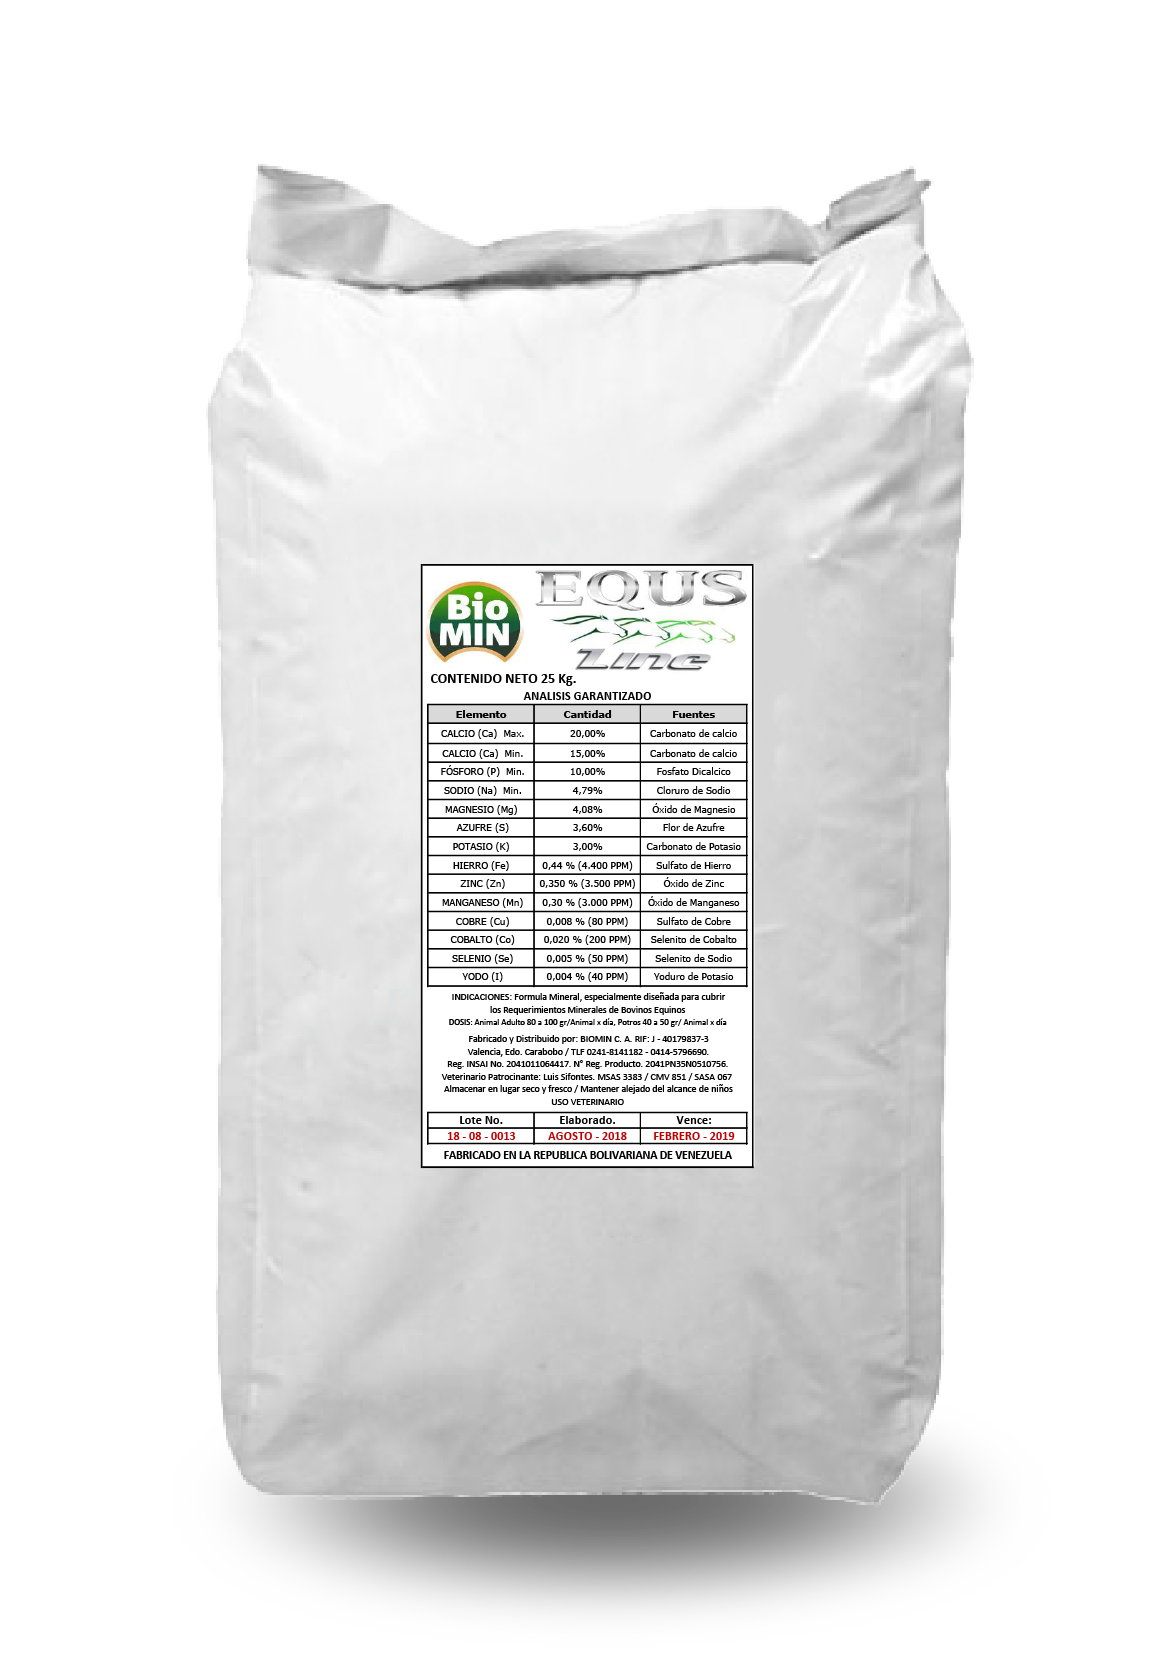 Bio
MIN
EQUS
Line
CONTENIDO NETO 25 Kg.
ANALISIS GARANTIZADO
Elemento Cantidad Fuentes
CALCIO (Ca) Max. 20,00% Carbonato de calcio
CALCIO (Ca) Min. 15,00% Carbonato de calcio
FÓSFORO (P) Min. 10,00% Fosfato Dicalcico
SODIO (Na) Min. 4,79% Cloruro de Sodio
MAGNESIO (Mg) 4,08% Óxido de Magnesio
AZUFRE (S) 3,60% Flor de Azufre
POTASIO (K) 3,00% Carbonato de Potasio
HIERRO (Fe) 0,44 % (4.400 PPM) Sulfato de Hierro
ZINC (Zn) 0,350 % (3.500 PPM) Óxido de Zinc
MANGANESO (Mn) 0,30 % (3.000 PPM) Óxido de Manganeso
COBRE (Cu) 0,008 % (80 PPM) Sulfato de Cobre
COBALTO (Co) 0,020 % (200 PPM) Selenito de Cobalto
SELENIO (Se) 0,005 % (50 PPM) Selenito de Sodio
YODO (I) 0,004 % (40 PPM) Yoduro de Potasio
INDICACIONES: Formula Mineral, especialmente diseñada para cubrir
los Requerimientos Minerales de Bovinos Equinos
DOSIS: Animal Adulto 80 a 100 gr/Animal x día, Potros 40 a 50 gr/ Animal x día
Fabricado y Distribuido por: BIOMIN C. A. RIF: J - 40179837-3
Valencia, Edo. Carabobo / TLF 0241-8141182 - 0414-5796690.
Reg. INSAI No. 2041011064417. N° Reg. Producto. 2041PN35N0510756.
Veterinario Patrocinante: Luis Sifontes. MSAS 3383 / CMV 851 / SASA 067
Almacenar en lugar seco y fresco / Mantener alejado del alcance de niños
USO VETERINARIO
Lote No. Elaborado. Vence:
18 - 08 - 0013 AGOSTO - 2018 FEBRERO - 2019
FABRICADO EN LA REPUBLICA BOLIVARIANA DE VENEZUELA